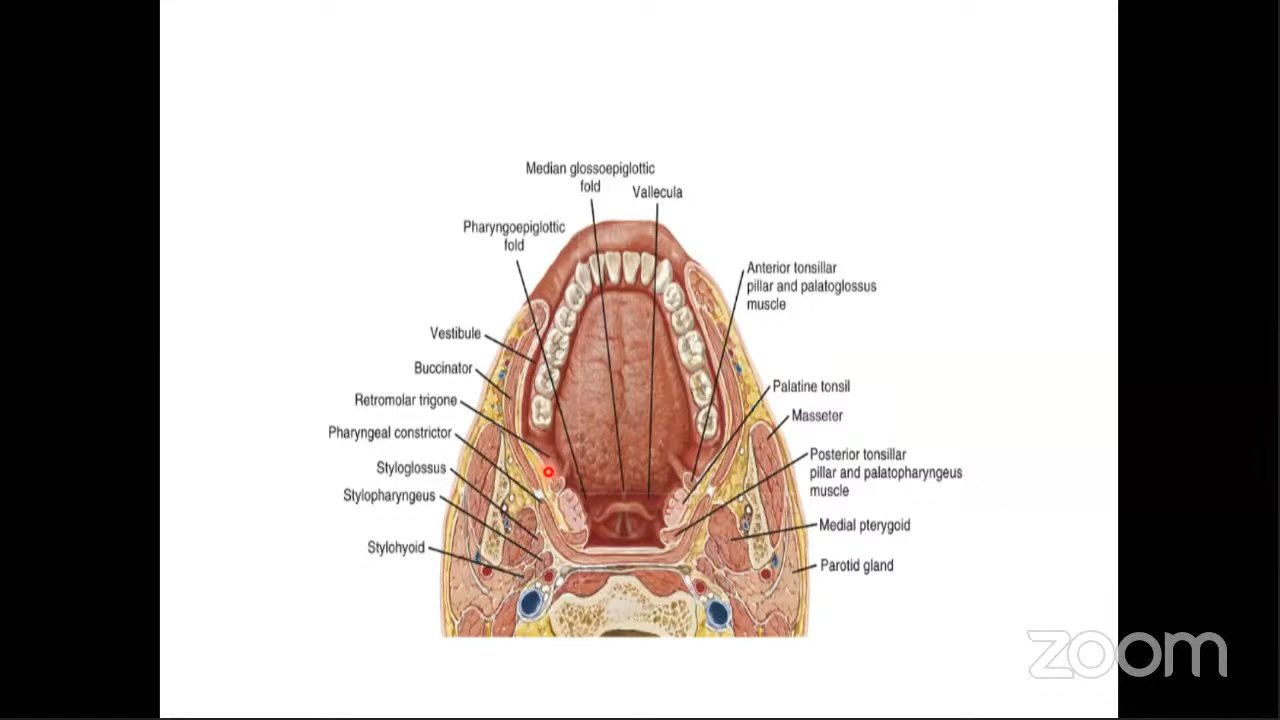 Median glossoepiglottic
fold
Vallecula
Pharyngoepiglottic
fold
Anterior tonsillar
pillar and palatoglossus
muscle
Vestibule
Buccinator
Retromolar trigone
Pharyngeal constrictor
Styloglossus
Stylopharyngeus
Stylohyoid
Palatine tonsil
Masseter
Posterior tonsillar
pillar and palatopharyngeus
muscle
Medial pterygoid
Parotid gland
zoom